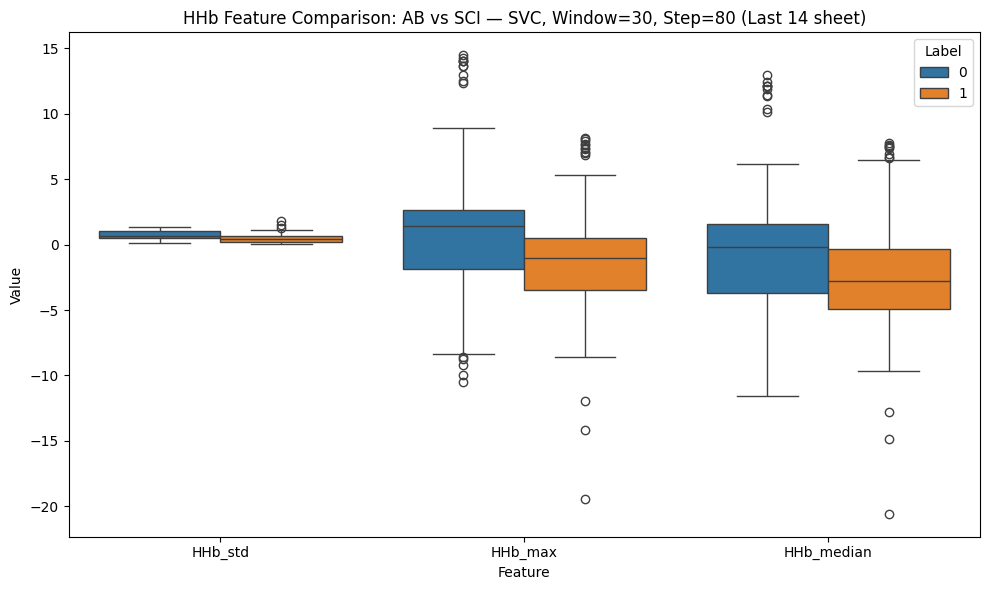 HHb Feature Comparison: AB vs SCI — SVC, Window=30, Step=80 (Last 14 sheet)
Label
0
1
Value
15
10
5
0
−5
−10
−15
−20
HHb_std
HHb_max
HHb_median
Feature